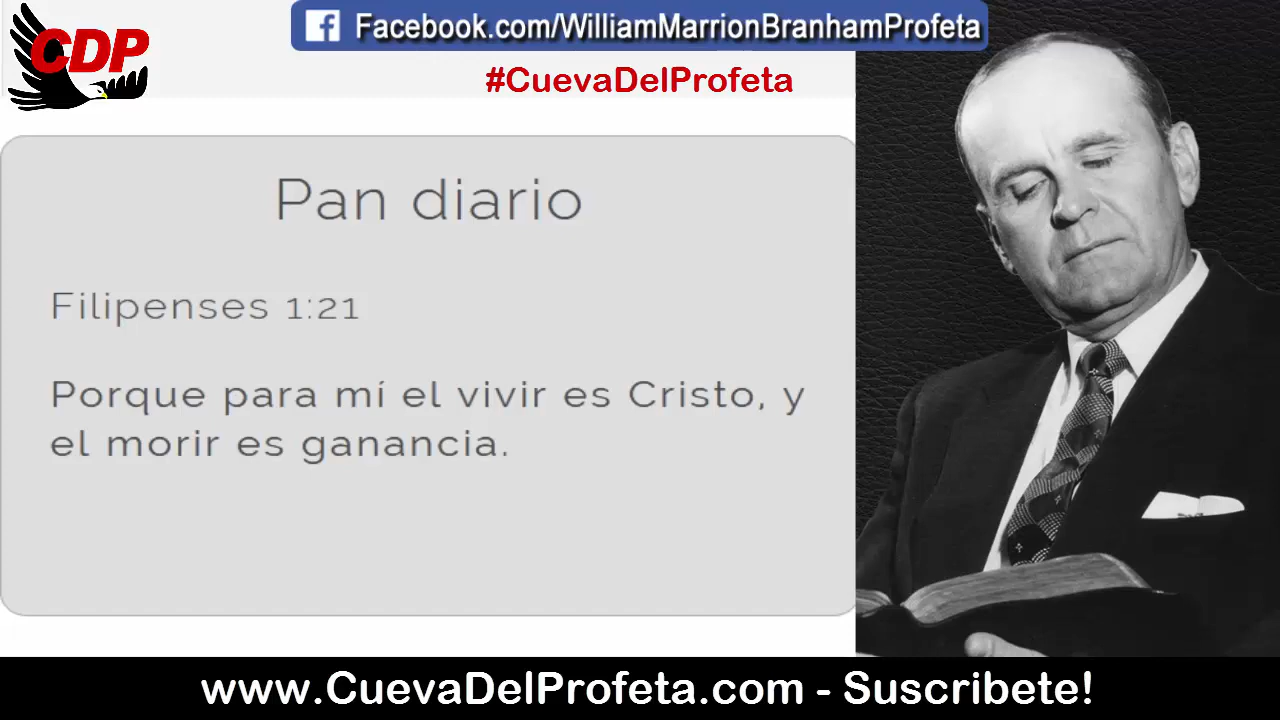 CDP
Facebook.com/WilliamMarrionBranhamProfeta
#CuevaDelProfeta
Pan diario
Filipenses 1:21
Porque para mí el vivir es Cristo, y
el morir es ganancia.
www.CuevaDelProfeta.com - Suscribete!